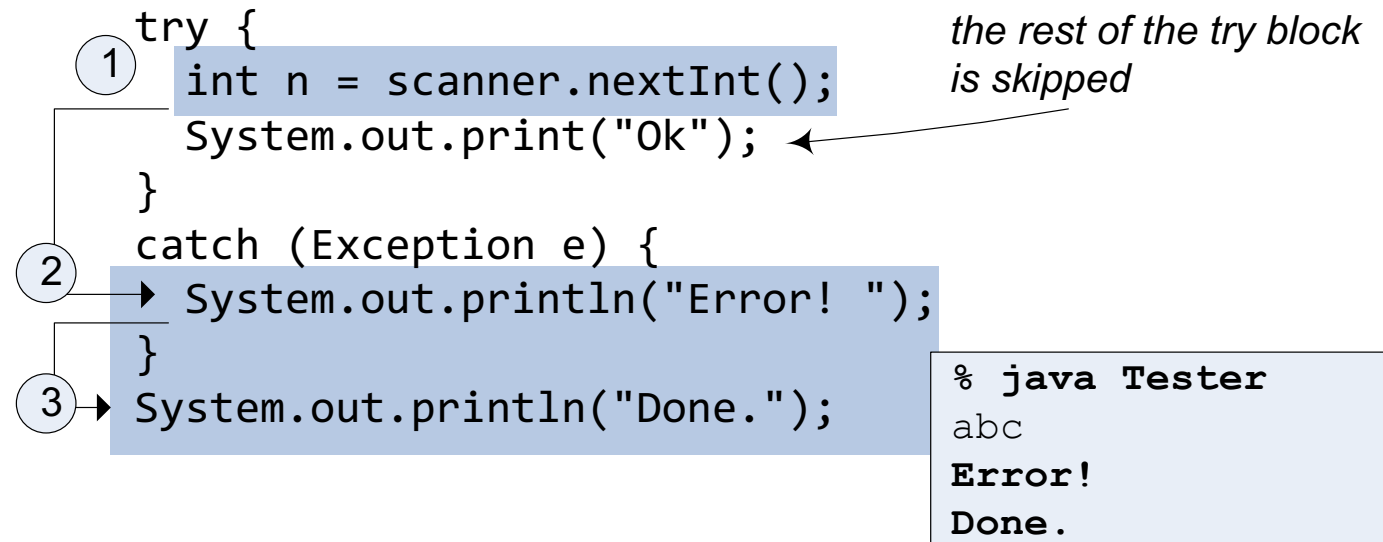 try {
1
int n = scanner.nextInt();
System.out.print("Ok");
}
catch (Exception e) {
2
System.out.println("Error! ");
}
3
System.out.println("Done.");
the rest of the try block
is skipped
% java Tester
abc
Error!
Done.